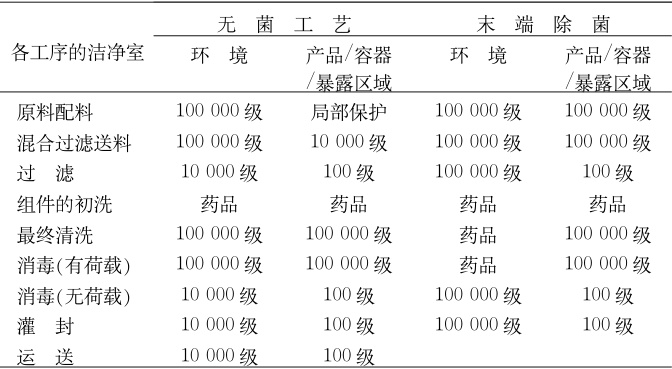 无菌工艺 末端除菌
各工序的洁净室 环境 产品/容器/暴露区域 环境 产品/容器/暴露区域
原料配料 100 000级 局部保护 100 000级 100 000级
混合过滤送料 100 000级 10 000级 100 000级 100 000级
过滤 10 000级 100级 100 000级 100级
组件的初洗 药品 药品 药品 药品
最终清洗 100 000级 100 000级 药品 100 000级
消毒(有荷载) 100 000级 100 000级 药品 100 000级
消毒(无荷载) 10 000级 100级 100 000级 100级
灌封 10 000级 100级 100 000级 100级
运送 10 000级 100级